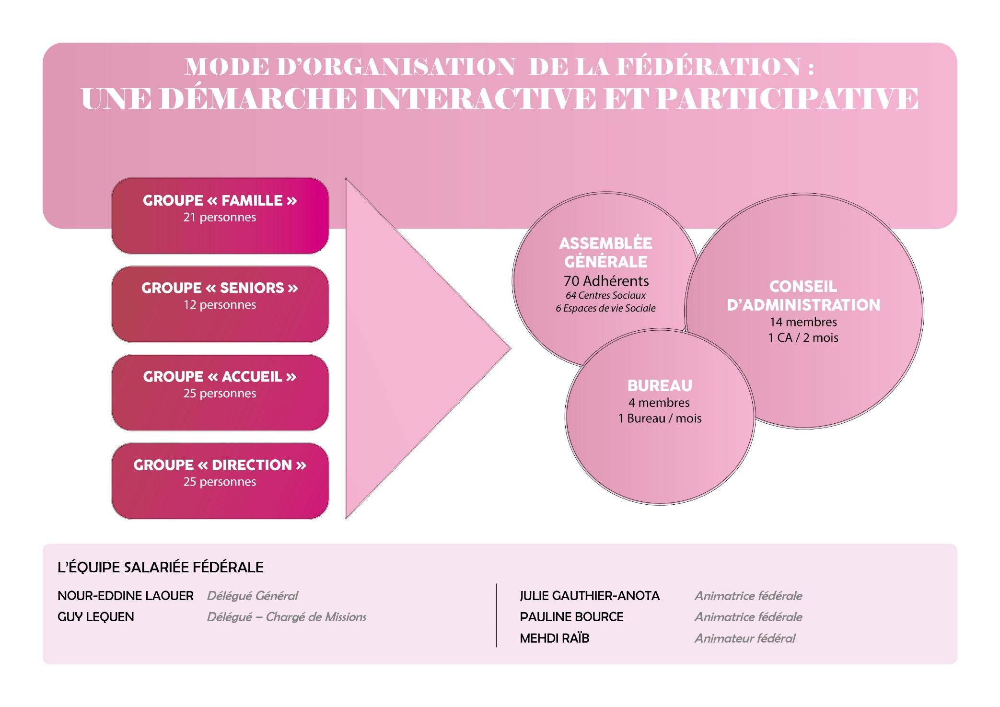 MODE D’ORGANISATION DE LA FÉDÉRATION :
UNE DÉMARCHE INTERACTIVE ET PARTICIPATIVE
GROUPE « FAMILLE »
21 personnes
GROUPE « SENIORS »
12 personnes
GROUPE « ACCUEIL »
25 personnes
GROUPE « DIRECTION »
25 personnes
ASSEMBLÉE
GÉNÉRALE
70 Adhérents
64 Centres Sociaux
6 Espaces de vie Sociale
CONSEIL
D’ADMINISTRATION
14 membres
1 CA / 2 mois
BUREAU
4 membres
1 Bureau / mois
L’ÉQUIPE SALARIÉE FÉDÉRALE
NOUR-EDDINE LAOUER Délégué Général
GUY LEQUEN Délégué – Chargé de Missions
JULIE GAUTHIER-ANOTA Animatrice fédérale
PAULINE BOURCE Animatrice fédérale
MEHDI RAÏB Animateur fédéral